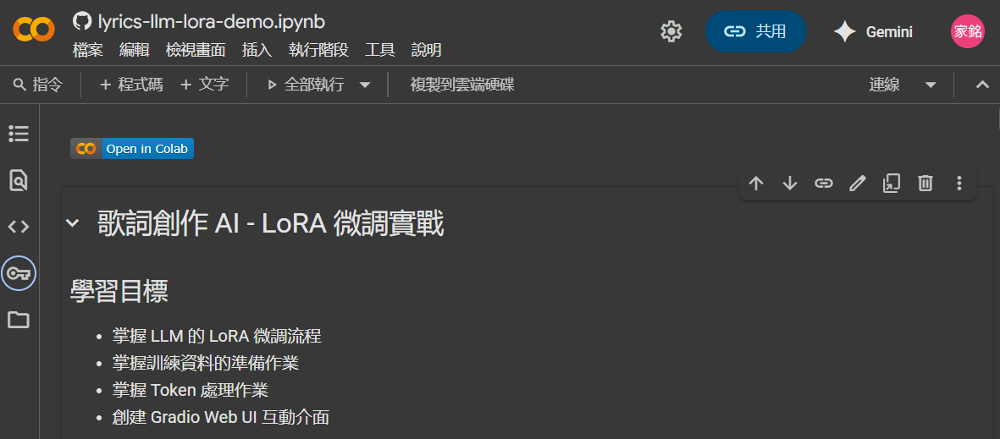 lyrics-llm-lora-demo.ipynb
檔案 編輯 檢視畫面 插入 執行階段 工具 說明
共用
Gemini
家銘
指令 + 程式碼 + 文字 全部執行 複製到雲端硬碟 連線
Open in Colab
歌詞創作 AI - LoRA 微調實戰
學習目標
• 掌握 LLM 的 LoRA 微調流程
• 掌握訓練資料的準備作業
• 掌握 Token 處理作業
• 創建 Gradio Web UI 互動介面